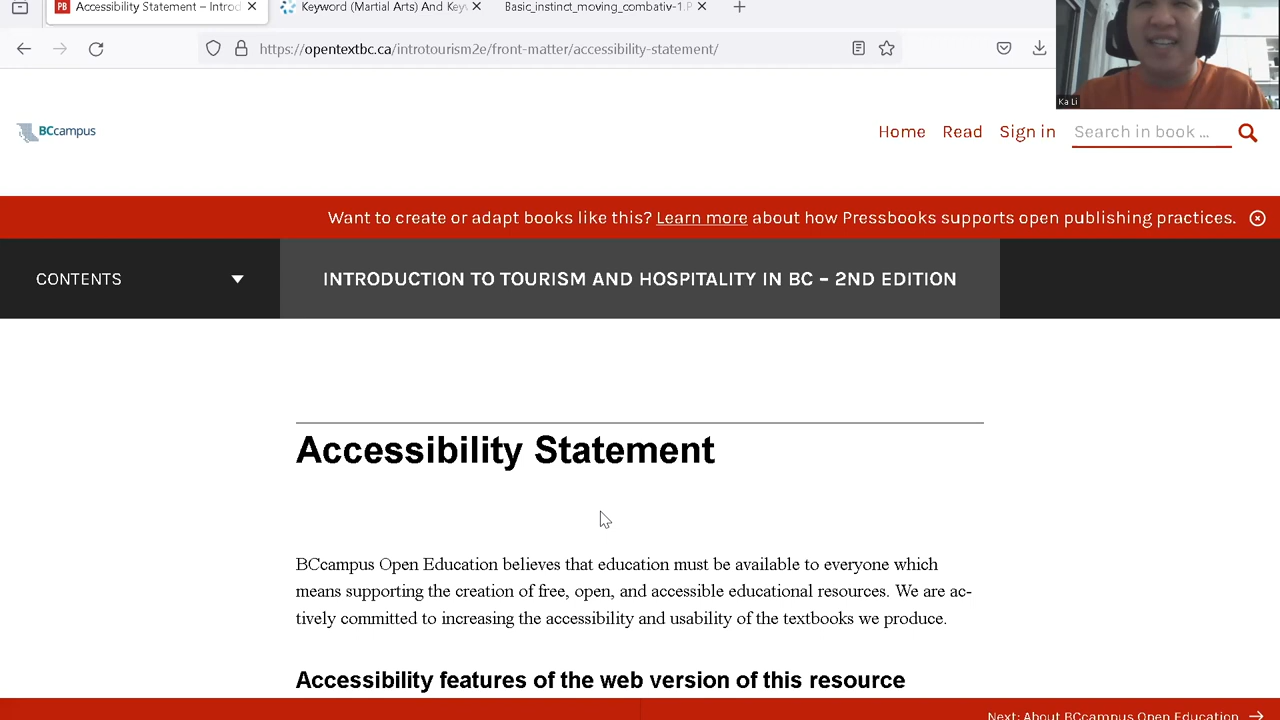 Accessibility Statement – Introd
Keyword (Martial Arts) And Key
Basic_instinct_moving_combativ-1.P
https://opentextbc.ca/introtourism2e/front-matter/accessibility-statement/
Ka Li
BCcampus
Home Read Sign in Search in book ...
Want to create or adapt books like this? Learn more about how Pressbooks supports open publishing practices.
CONTENTS
INTRODUCTION TO TOURISM AND HOSPITALITY IN BC – 2ND EDITION
Accessibility Statement
BCcampus Open Education believes that education must be available to everyone which
means supporting the creation of free, open, and accessible educational resources. We are ac-
tively committed to increasing the accessibility and usability of the textbooks we produce.
Accessibility features of the web version of this resource
Next: About BCcampus Open Education →